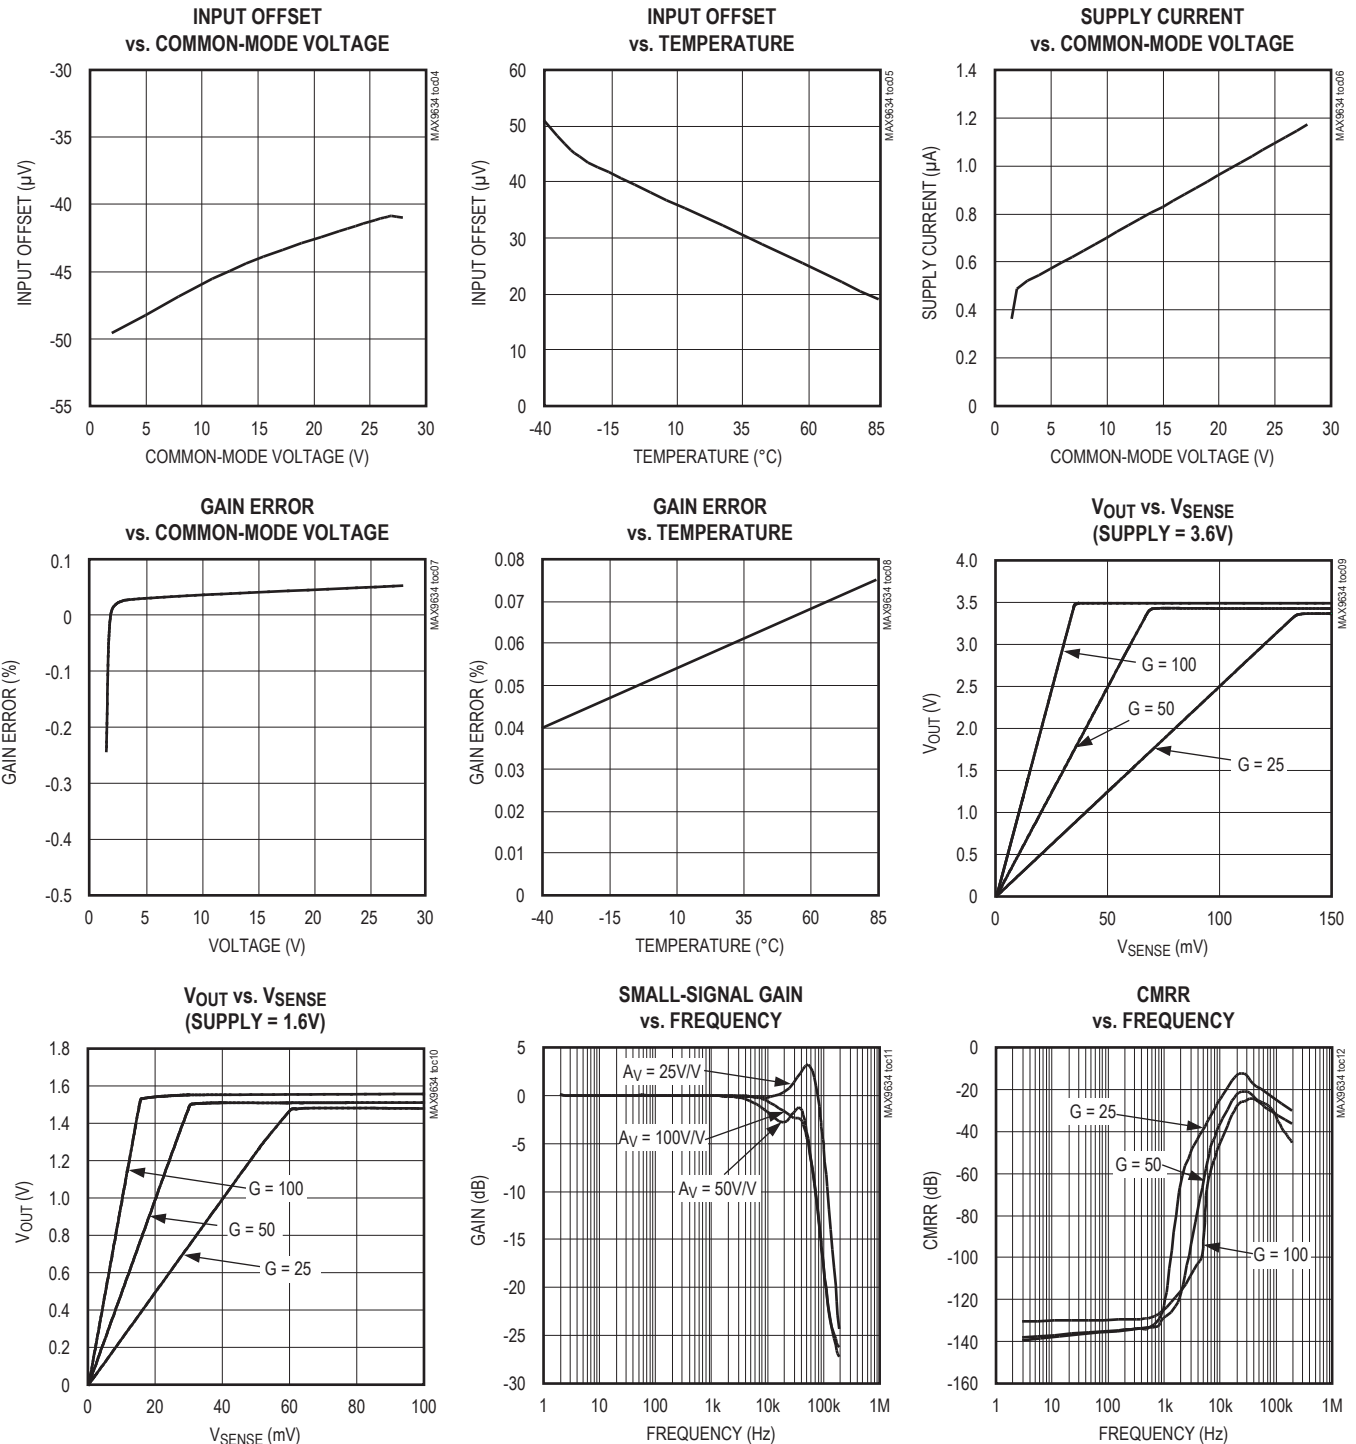 INPUT OFFSET
vs. COMMON-MODE VOLTAGE
-30
-35
-40
-45
-50
-55
INPUT OFFSET (µV)
0 5 10 15 20 25 30
COMMON-MODE VOLTAGE (V)
MAX9634 toc04
INPUT OFFSET
vs. TEMPERATURE
60
50
40
30
20
10
0
INPUT OFFSET (µV)
-40 -15 10 35 60 85
TEMPERATURE (°C)
MAX9634 toc05
SUPPLY CURRENT
vs. COMMON-MODE VOLTAGE
1.4
1.2
1.0
0.8
0.6
0.4
0.2
0
SUPPLY CURRENT (µA)
0 5 10 15 20 25 30
COMMON-MODE VOLTAGE (V)
MAX9634 toc06
GAIN ERROR
vs. COMMON-MODE VOLTAGE
0.1
0
-0.1
-0.2
-0.3
-0.4
-0.5
GAIN ERROR (%)
0 5 10 15 20 25 30
VOLTAGE (V)
MAX9634 toc07
GAIN ERROR
vs. TEMPERATURE
0.08
0.07
0.06
0.05
0.04
0.03
0.02
0.01
0
GAIN ERROR (%)
-40 -15 10 35 60 85
TEMPERATURE (°C)
MAX9634 toc08
VOUT vs. VSENSE
(SUPPLY = 3.6V)
4.0
3.5
3.0
2.5
2.0
1.5
1.0
0.5
0
VOUT (V)
G = 100
G = 50
G = 25
0 50 100 150
VSENSE (mV)
MAX9634 toc09
VOUT vs. VSENSE
(SUPPLY = 1.6V)
1.8
1.6
1.4
1.2
1.0
0.8
0.6
0.4
0.2
0
VOUT (V)
G = 100
G = 50
G = 25
0 20 40 60 80 100
VSENSE (mV)
MAX9634 toc10
SMALL-SIGNAL GAIN
vs. FREQUENCY
5
0
-5
-10
-15
-20
-25
-30
GAIN (dB)
AV = 25V/V
AV = 100V/V
AV = 50V/V
1 10 100 1k 10k 100k 1M
FREQUENCY (Hz)
MAX9634 toc11
CMRR
vs. FREQUENCY
0
-20
-40
-60
-80
-100
-120
-140
-160
CMRR (dB)
G = 25
G = 50
G = 100
1 10 100 1k 10k 100k 1M
FREQUENCY (Hz)
MAX9634 toc12